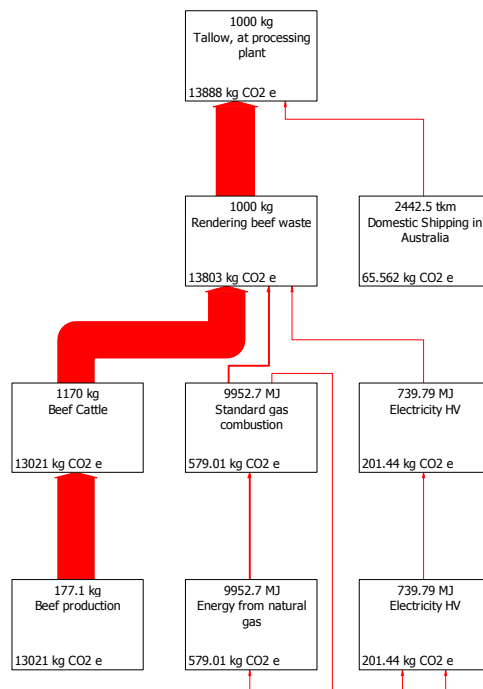 1000 kg
Tallow, at processing
plant
13888 kg CO2 e
1000 kg
Rendering beef waste
13803 kg CO2 e
2442.5 tkm
Domestic Shipping in
Australia
65.562 kg CO2 e
1170 kg
Beef Cattle
13021 kg CO2 e
9952.7 MJ
Standard gas
combustion
579.01 kg CO2 e
739.79 MJ
Electricity HV
201.44 kg CO2 e
177.1 kg
Beef production
13021 kg CO2 e
9952.7 MJ
Energy from natural
gas
579.01 kg CO2 e
739.79 MJ
Electricity HV
201.44 kg CO2 e